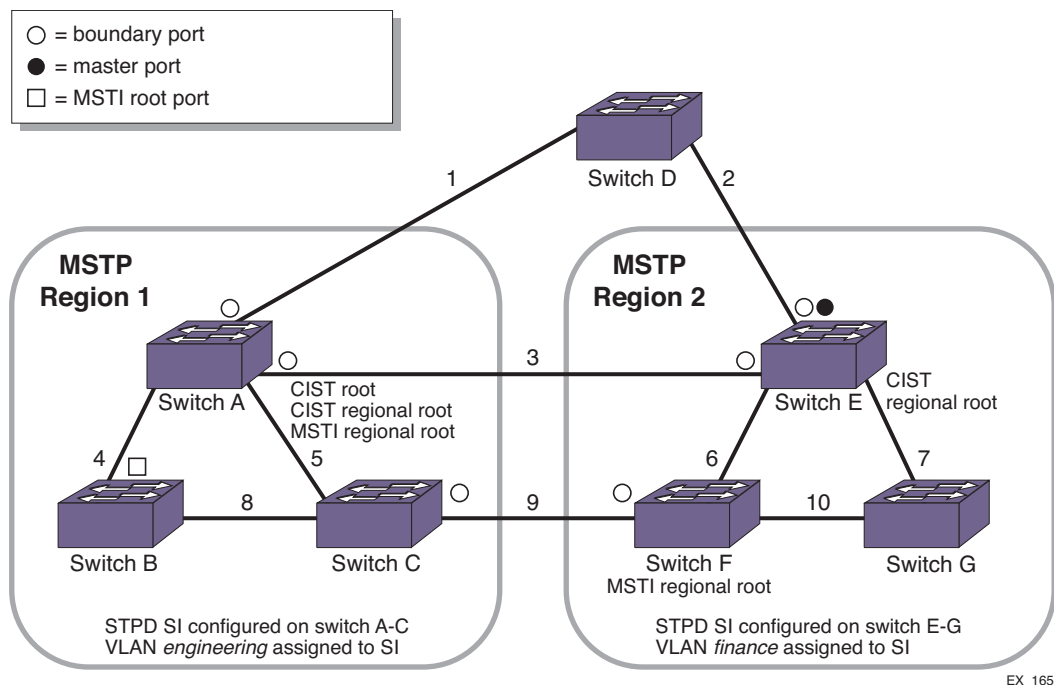 = boundary port
= master port
= MSTI root port
Switch D
1
2
MSTP
Region 1
MSTP
Region 2
3
Switch A
CIST root
CIST regional root
MSTI regional root
Switch E
CIST
regional root
4
5
6
7
8
9
10
Switch B
Switch C
Switch F
MSTI regional root
Switch G
STPD SI configured on switch A-C
VLAN engineering assigned to SI
STPD SI configured on switch E-G
VLAN finance assigned to SI
EX_165